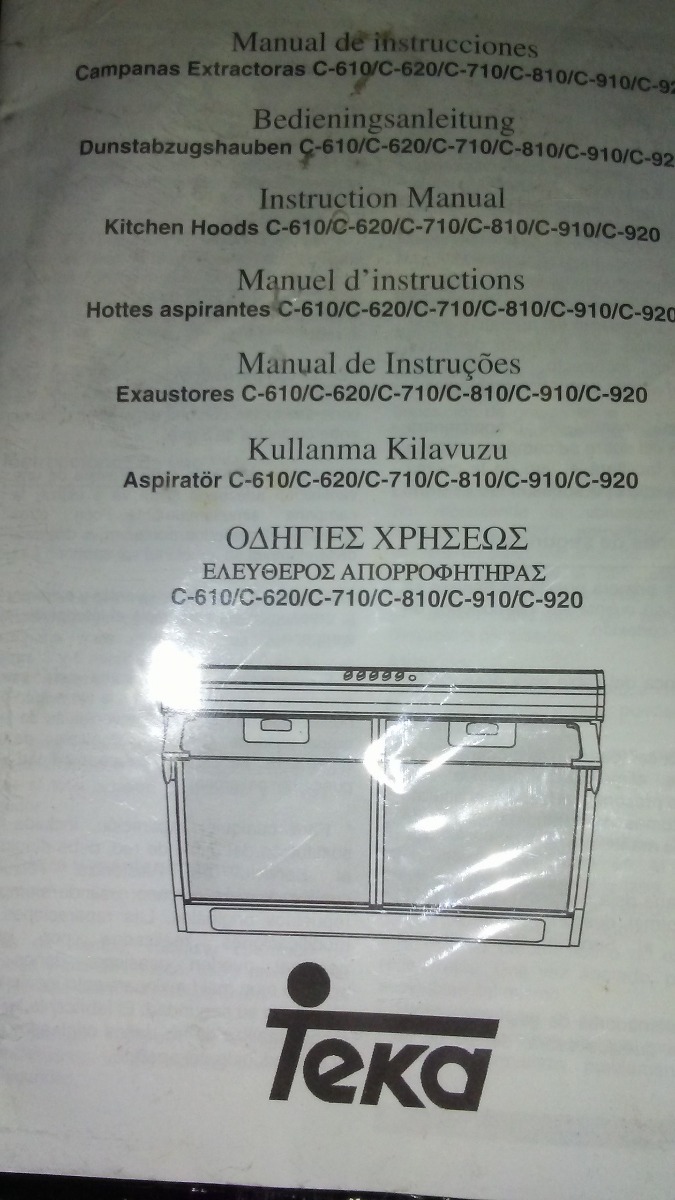 Manual de instrucciones
Campanas Extractoras C-610/C-620/C-710/C-810/C-910/C-92
Bedieningsanleitung
Dunstabzugshauben C-610/C-620/C-710/C-810/C-910/C-92
Instruction Manual
Kitchen Hoods C-610/C-620/C-710/C-810/C-910/C-920
Manuel d'instructions
Hottes aspirantes C-610/C-620/C-710/C-810/C-910/C-920
Manual de Instruções
Exaustores C-610/C-620/C-710/C-810/C-910/C-920
Kullanma Kilavuzu
Aspiratör C-610/C-620/C-710/C-810/C-910/C-920
ΟΔΗΓΙΕΣ ΧΡΗΣΕΩΣ
ΕΛΕΥΘΕΡΟΣ ΑΠΟΡΡΟΦΗΤΗΡΑΣ
C-610/C-620/C-710/C-810/C-910/C-920
Teka